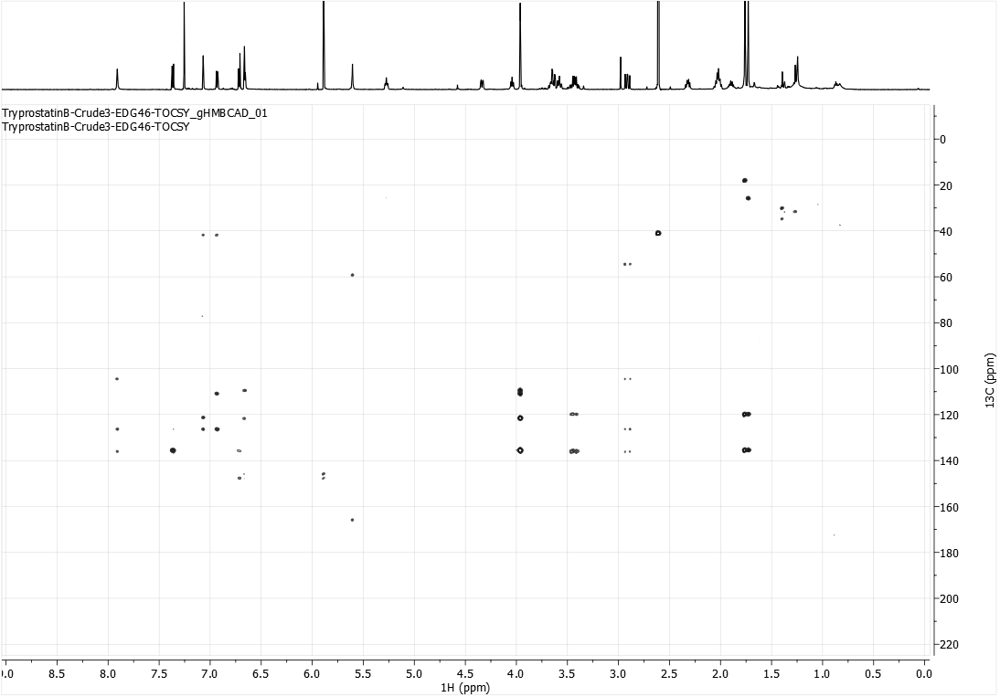 TryprostatinB-Crude3-EDG46-TOCSY_gHMBCAD_01
TryprostatinB-Crude3-EDG46-TOCSY
0
20
40
60
80
100
120
140
160
180
200
220
13C (ppm)
.0 8.5 8.0 7.5 7.0 6.5 6.0 5.5 5.0 4.5 4.0 3.5 3.0 2.5 2.0 1.5 1.0 0.5 0.0
1H (ppm)